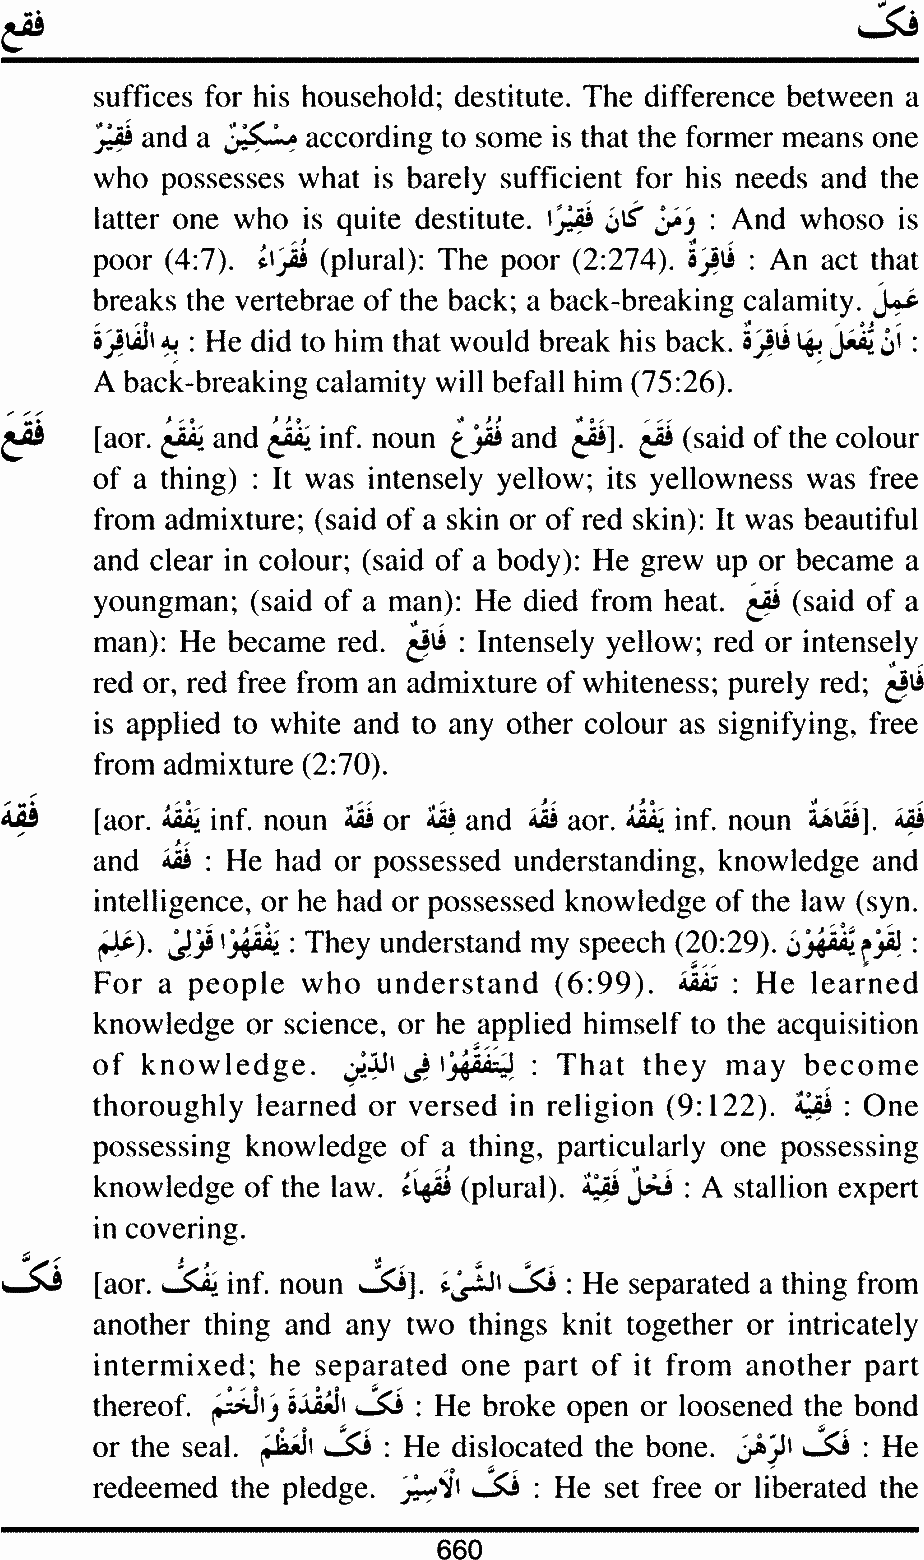 فقع فكّ
suffices for his household; destitute. The difference between a
فَقِيْرٌ and a مِسْكِيْنٌ according to some is that the former means one
who possesses what is barely sufficient for his needs and the
latter one who is quite destitute. وَمَنْ كَانَ فَقِيْرًا : And whoso is
poor (4:7). فُقَرَاءُ (plural): The poor (2:274). فَاقِرَةٌ : An act that
breaks the vertebrae of the back; a back-breaking calamity. عَمِلَ
بِهِ الْفَاقِرَةَ : He did to him that would break his back. اَنْ يُّفْعَلَ بِهَا فَاقِرَةٌ :
A back-breaking calamity will befall him (75:26).
فَقَعَ [aor. يَفْقَعُ and يَفْقُعُ inf. noun فُقُوْعٌ and فَقْعٌ]. فَقَعَ (said of the colour
of a thing) : It was intensely yellow; its yellowness was free
from admixture; (said of a skin or of red skin): It was beautiful
and clear in colour; (said of a body): He grew up or became a
youngman; (said of a man): He died from heat. فَقِعَ (said of a
man): He became red. فَاقِعٌ : Intensely yellow; red or intensely
red or, red free from an admixture of whiteness; purely red; فَاقِعٌ
is applied to white and to any other colour as signifying, free
from admixture (2:70).
فَقِهَ [aor. يَفْقَهُ inf. noun فَقْهٌ or فِقْهٌ and فَقُهَ aor. يَفْقُهُ inf. noun فَقَاهَةٌ]. فَقِهَ
and فَقُهَ : He had or possessed understanding, knowledge and
intelligence, or he had or possessed knowledge of the law (syn.
عَلِمَ). يَفْقَهُوْا قَوْلِىْ : They understand my speech (20:29). لِقَوْمٍ يَّفْقَهُوْنَ :
For a people who understand (6:99). تَفَقَّهَ : He learned
knowledge or science, or he applied himself to the acquisition
of knowledge. لِيَتَفَقَّهُوْا فِى الدِّيْنِ : That they may become
thoroughly learned or versed in religion (9:122). فَقِيْهٌ : One
possessing knowledge of a thing, particularly one possessing
knowledge of the law. فُقَهَاءُ (plural). فَحْلٌ فَقِيْهٌ : A stallion expert
in covering.
فَكَّ [aor. يَفُكُّ inf. noun فَكٌّ]. فَكَّ الشَّىْءَ : He separated a thing from
another thing and any two things knit together or intricately
intermixed; he separated one part of it from another part
thereof. فَكَّ الْعُقْدَةَ وَالْخَتْمَ : He broke open or loosened the bond
or the seal. فَكَّ الْعَظْمَ : He dislocated the bone. فَكَّ الرَّهْنَ : He
redeemed the pledge. فَكَّ الْاَسِيْرَ : He set free or liberated the
660